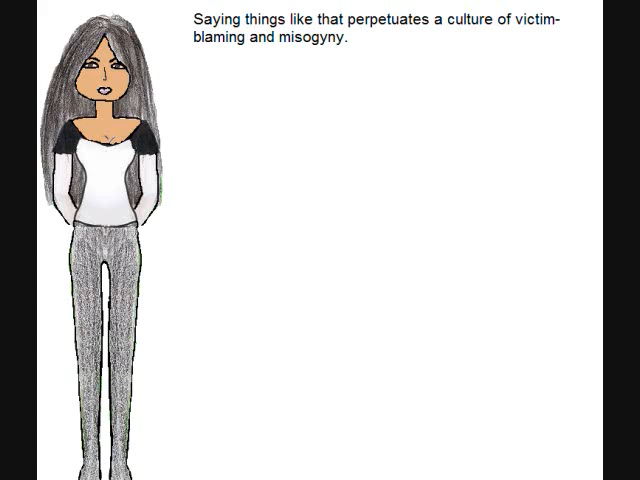 Saying things like that perpetuates a culture of victim-
blaming and misogyny.